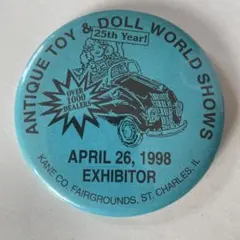 ANTIQUE TOY & DOLL WORLD SHOWS
25th Year!
OVER
1000
DEALERS
APRIL 26, 1998
EXHIBITOR
KANE CO. FAIRGROUNDS, ST. CHARLES, IL